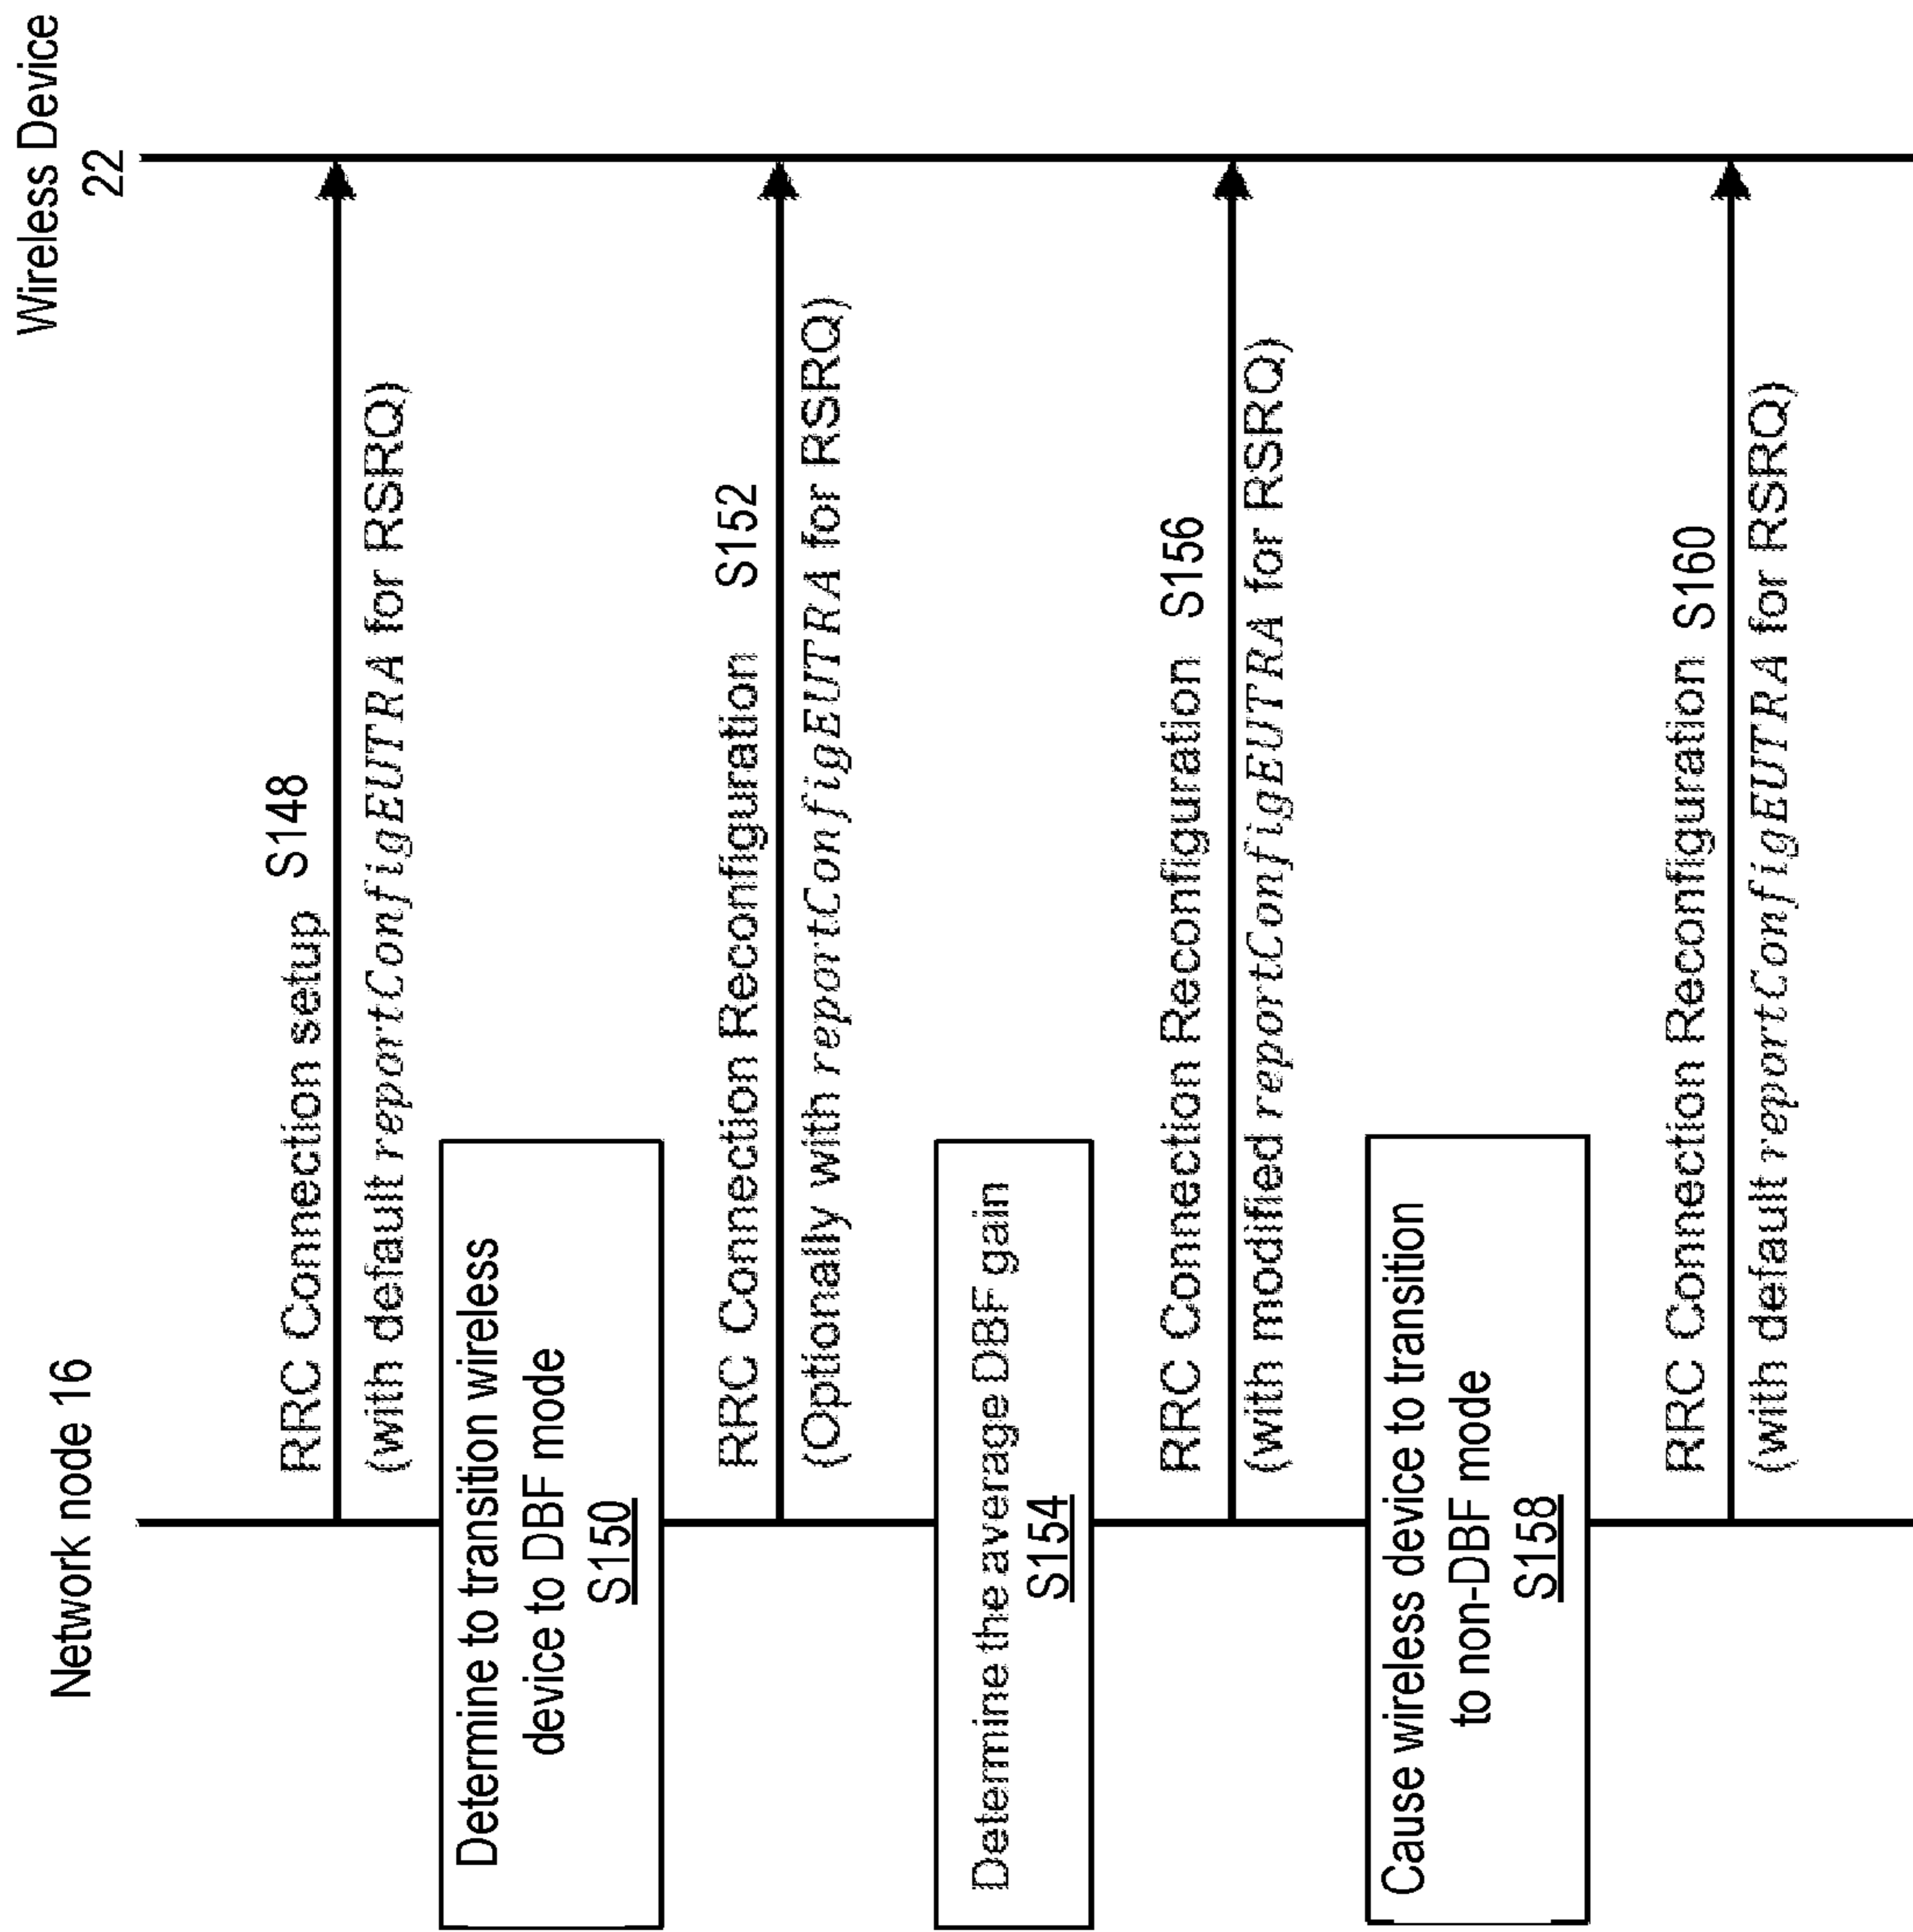 Network node 16
Wireless Device
22
RRC Connection setup S148
(with default reportConfigEUTRA for RSRQ)
Determine to transition wireless
device to DBF mode
S150
RRC Connection Reconfiguration S152
(Optionally with reportConfigEUTRA for RSRQ)
Determine the average DBF gain
S154
RRC Connection Reconfiguration S156
(with modified reportConfigEUTRA for RSRQ)
Cause wireless device to transition
to non-DBF mode
S158
RRC Connection Reconfiguration S160
(with default reportConfigEUTRA for RSRQ)